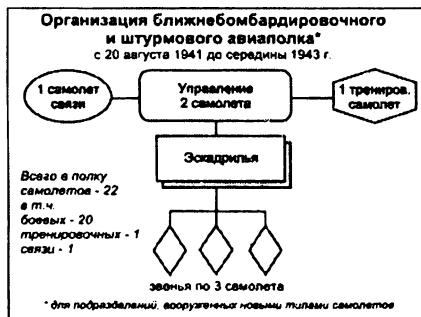 Организация ближнебомбардировочного
и штурмового авиаполка*
с 20 августа 1941 до середины 1943 г.
1 самолет
связи
Управление
2 самолета
1 трениров.
самолет
Эскадрилья
Всего в полку
самолетов - 22
в т.ч.
боевых - 20
тренировочных - 1
связи - 1
звенья по 3 самолета
* для подразделений, вооруженных новыми типами самолетов